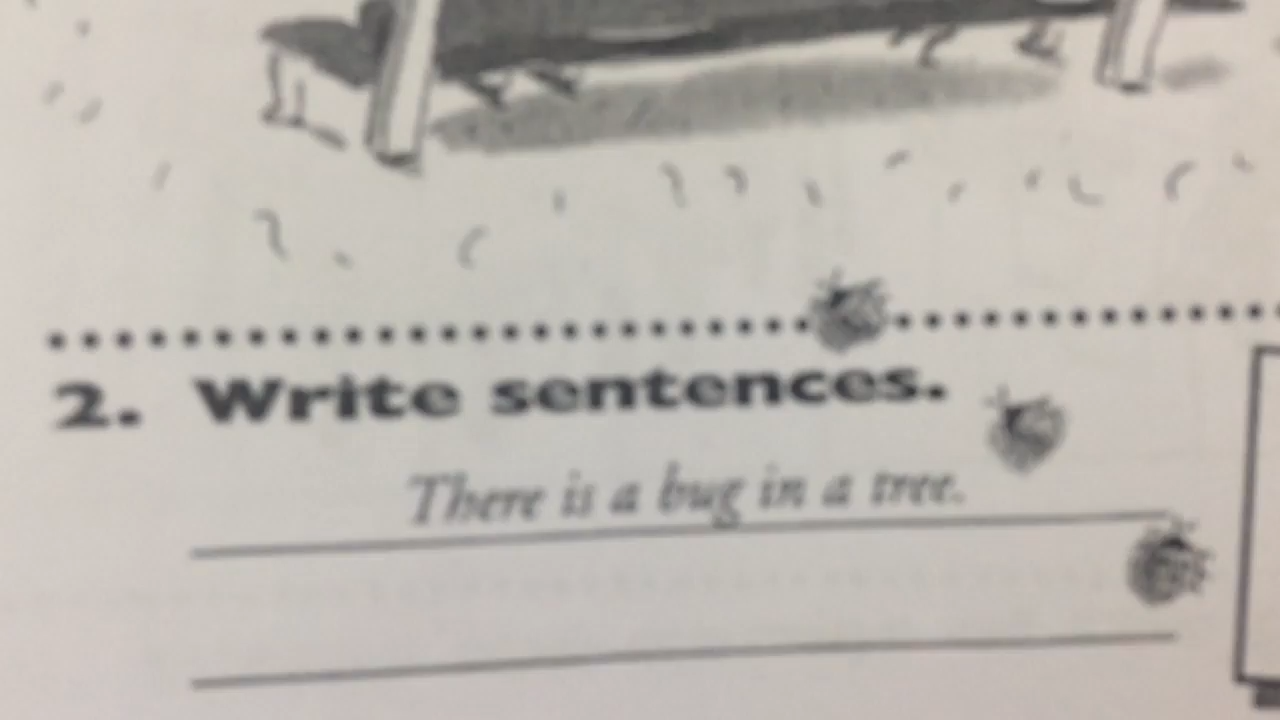 2. Write sentences.
There is a bug in a tree.